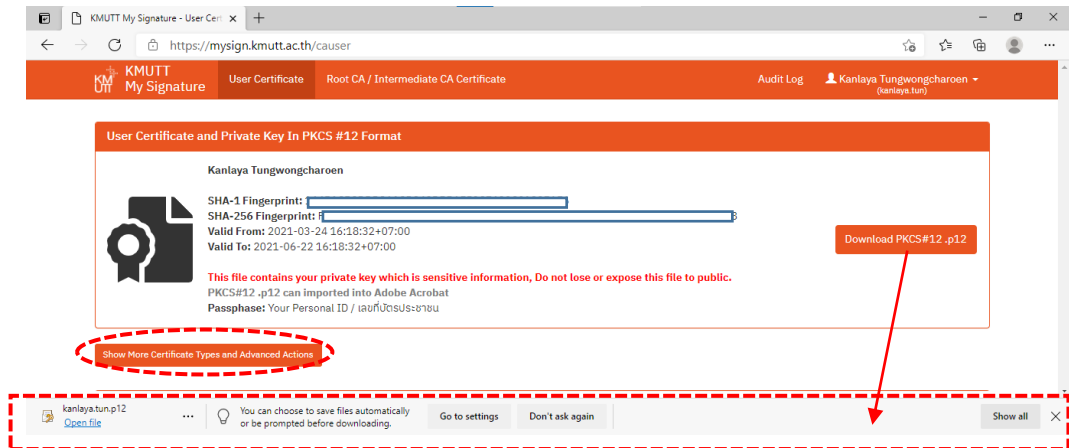 KMUTT My Signature - User Cert
https://mysign.kmutt.ac.th/causer
KMUTT
My Signature
User Certificate
Root CA / Intermediate CA Certificate
Audit Log
Kanlaya Tungwongcharoen
(kanlaya.tun)
User Certificate and Private Key In PKCS #12 Format
Kanlaya Tungwongcharoen
SHA-1 Fingerprint:
SHA-256 Fingerprint:
Valid From: 2021-03-24 16:18:32+07:00
Valid To: 2021-06-22 16:18:32+07:00
Download PKCS#12 .p12
This file contains your private key which is sensitive information, Do not lose or expose this file to public.
PKCS#12 .p12 can imported into Adobe Acrobat
Passphase: Your Personal ID / เลขที่บัตรประชาชน
Show More Certificate Types and Advanced Actions
kanlaya.tun.p12
Open file
You can choose to save files automatically
or be prompted before downloading.
Go to settings
Don't ask again
Show all